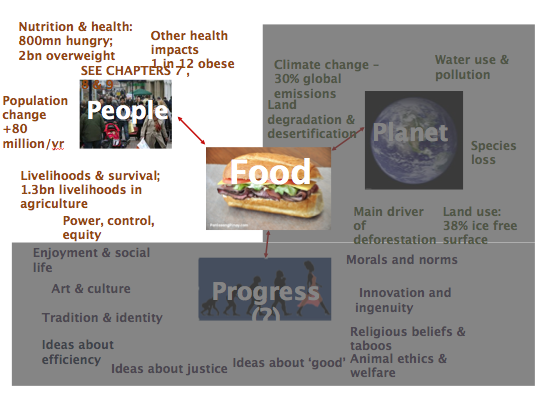 Nutrition & health:
800mn hungry;
2bn overweight
Other health
impacts
1 in 12 obese
SEE CHAPTERS 7,
8 & 9
Population
change
+80
million/yr
People
Livelihoods & survival;
1.3bn livelihoods in
agriculture
Power, control,
equity
Food
Climate change –
30% global
emissions
Land
degradation &
desertification
Water use &
pollution
Planet
Species
loss
Main driver
of
deforestation
Land use:
38% ice free
surface
Enjoyment & social
life
Art & culture
Tradition & identity
Ideas about
efficiency
Ideas about justice
Progress
(?)
Ideas about ‘good’
Morals and norms
Innovation and
ingenuity
Religious beliefs &
taboos
Animal ethics &
welfare